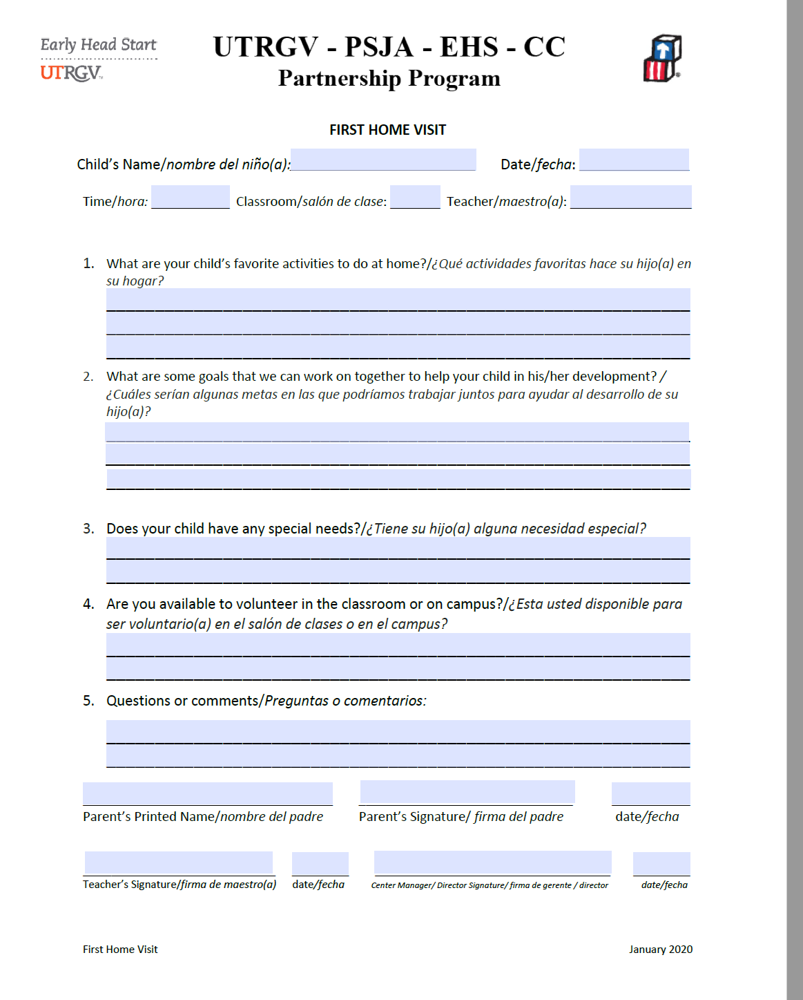 Early Head Start
UTRGV™
UTRGV - PSJA - EHS - CC
Partnership Program
FIRST HOME VISIT
Child's Name/nombre del niño(a): Date/fecha:
Time/hora: Classroom/salón de clase: Teacher/maestro(a):
1. What are your child's favorite activities to do at home?/¿Qué actividades favoritas hace su hijo(a) en
su hogar?
2. What are some goals that we can work on together to help your child in his/her development? /
¿Cuáles serían algunas metas en las que podríamos trabajar juntos para ayudar al desarrollo de su
hijo(a)?
3. Does your child have any special needs?/¿Tiene su hijo(a) alguna necesidad especial?
4. Are you available to volunteer in the classroom or on campus?/¿Esta usted disponible para
ser voluntario(a) en el salón de clases o en el campus?
5. Questions or comments/Preguntas o comentarios:
Parent's Printed Name/nombre del padre Parent's Signature/ firma del padre date/fecha
Teacher's Signature/firma de maestro(a) date/fecha Center Manager/ Director Signature/ firma de gerente / director date/fecha
First Home Visit January 2020